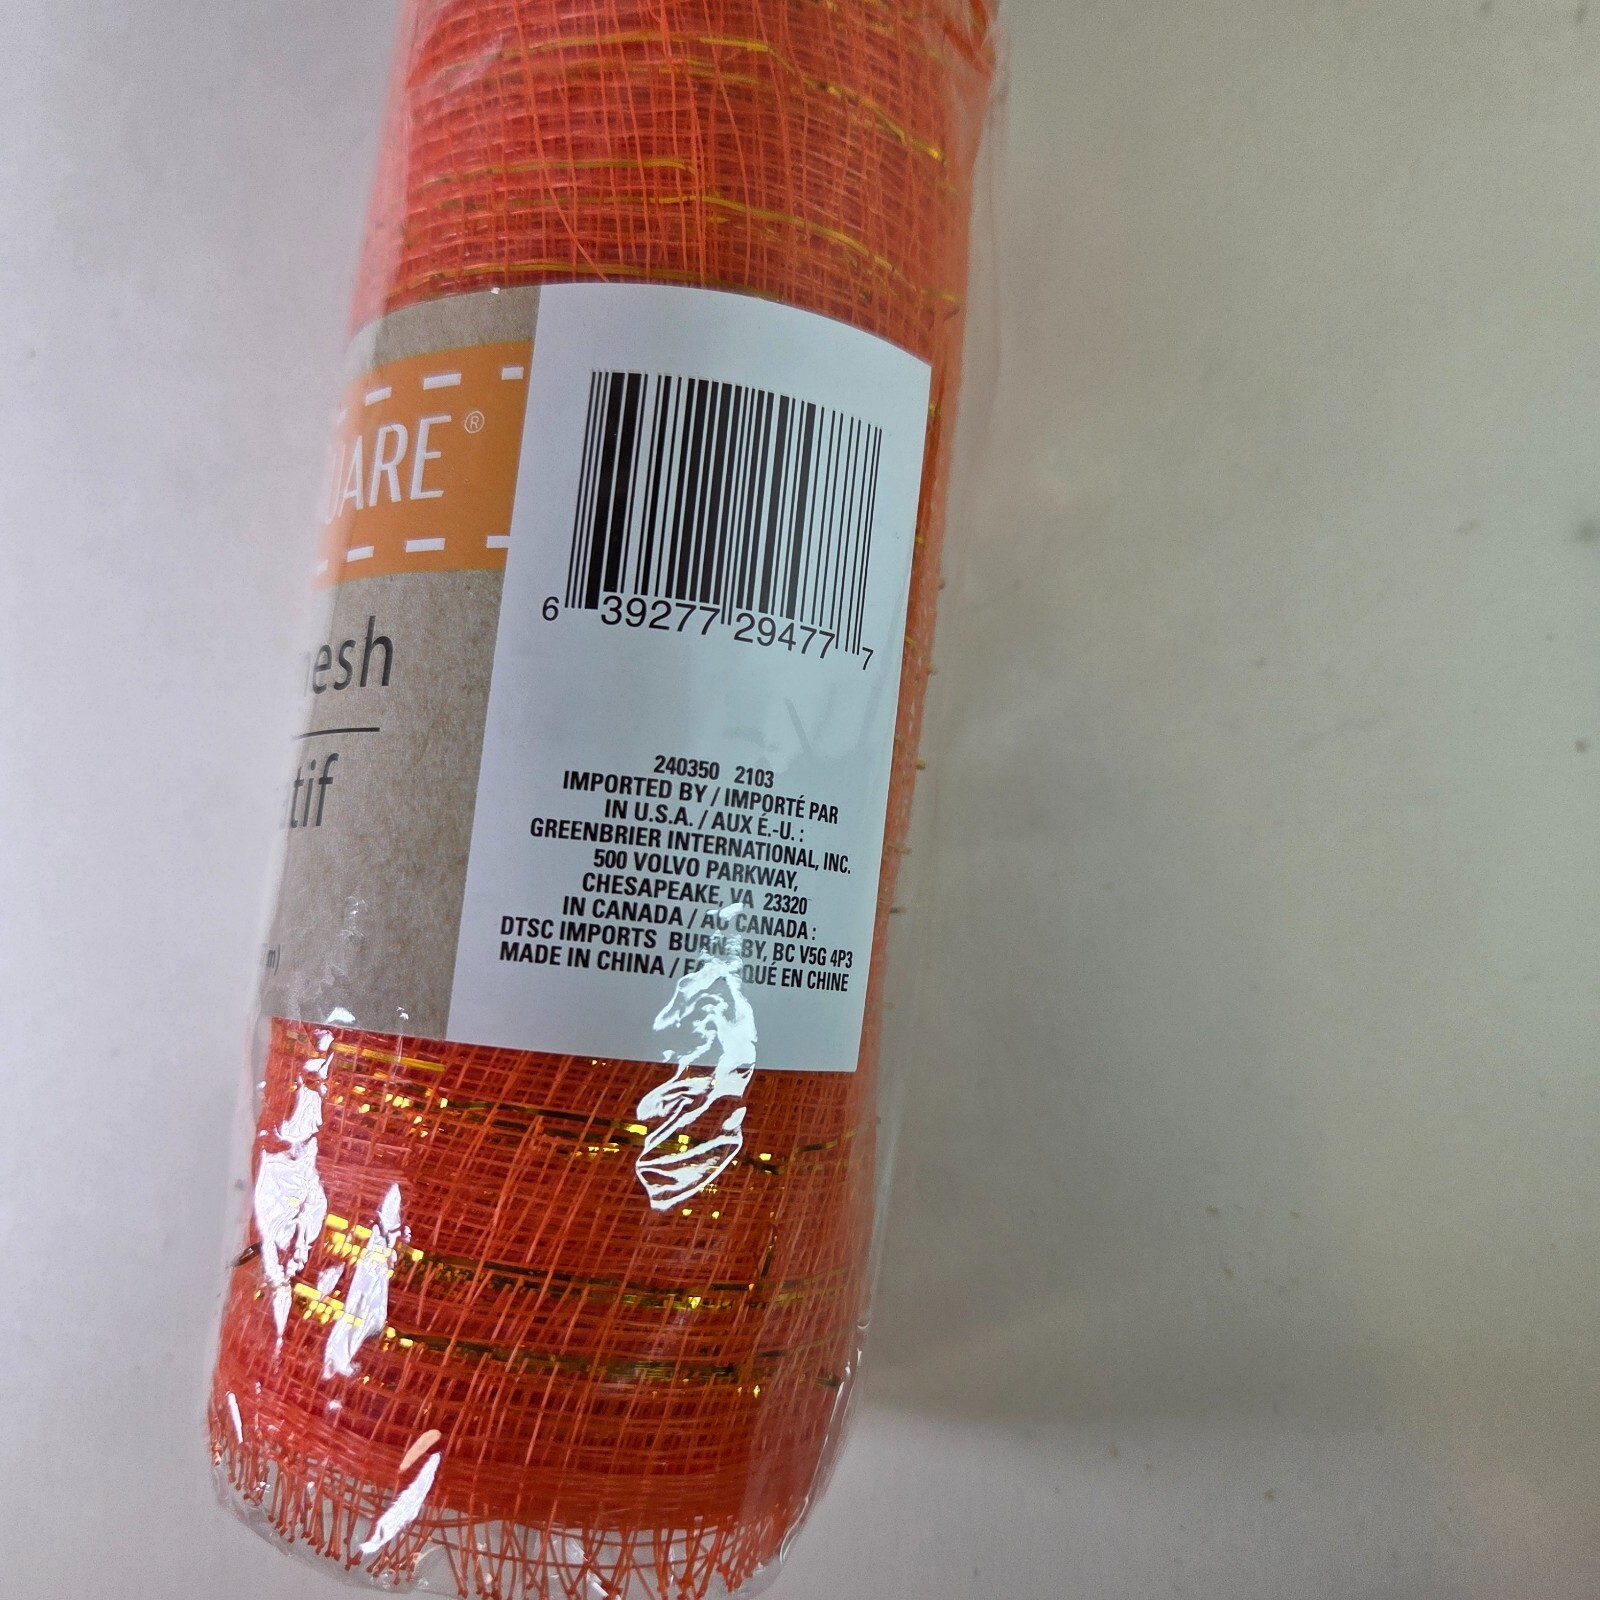 UARE®
esh
tif
m)
6 39277 29477 7
240350 2103
IMPORTED BY / IMPORTÉ PAR
IN U.S.A. / AUX É.-U. :
GREENBRIER INTERNATIONAL, INC.
500 VOLVO PARKWAY,
CHESAPEAKE, VA 23320
IN CANADA / AU CANADA :
DTSC IMPORTS BURNABY, BC V5G 4P3
MADE IN CHINA / EN CHINE